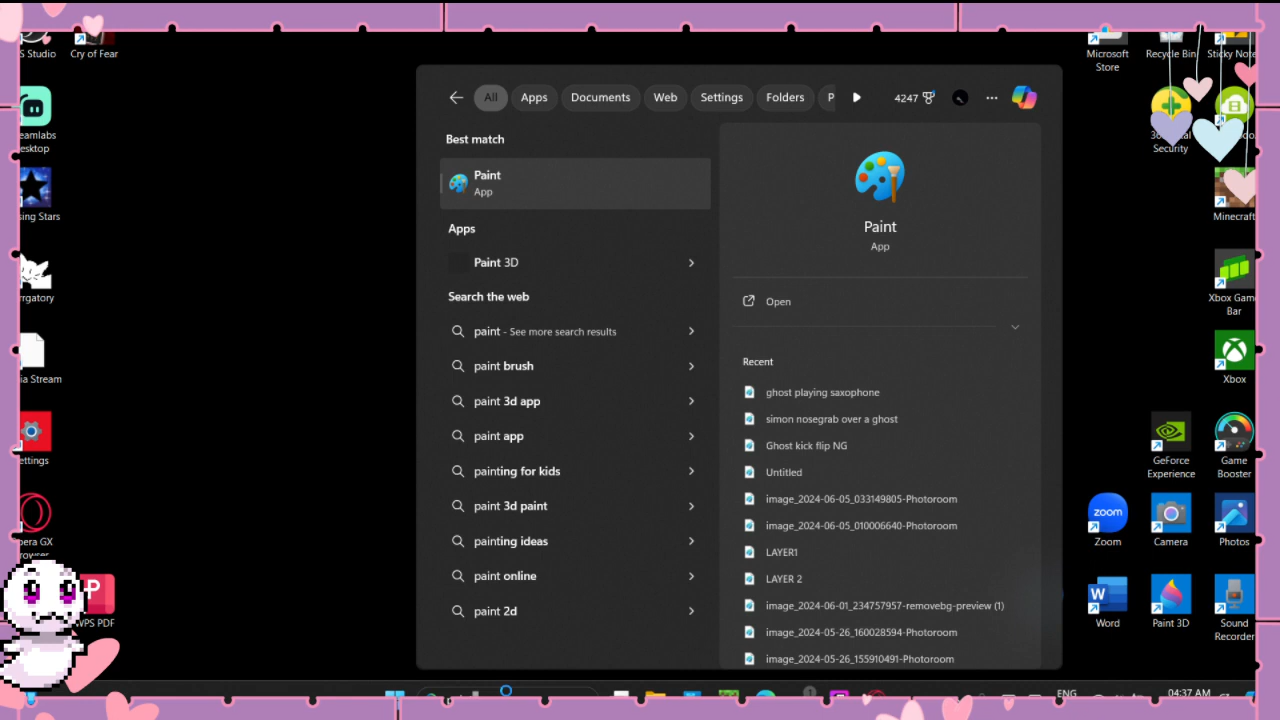 S Studio
Cry of Fear
eamlabs
esktop
sing Stars
rrgatory
ia Stream
ettings
pera GX
browser
P
WPS PDF
All
Apps
Documents
Web
Settings
Folders
P
4247
Best match
Paint
App
Apps
Paint 3D
Search the web
paint - See more search results
paint brush
paint 3d app
paint app
painting for kids
paint 3d paint
painting ideas
paint online
paint 2d
Paint
App
Open
Recent
ghost playing saxophone
simon nosegrab over a ghost
Ghost kick flip NG
Untitled
image_2024-06-05_033149805-Photoroom
image_2024-06-05_010006640-Photoroom
LAYER1
LAYER 2
image_2024-06-01_234757957-removebg-preview (1)
image_2024-05-26_160028594-Photoroom
image_2024-05-26_155910491-Photoroom
Microsoft
Store
Recycle Bin
Sticky Note
Security
Minecraft
Xbox Gam
Bar
Xbox
GeForce
Experience
Game
Booster
zoom
Zoom
Camera
Photos
W
Word
Paint 3D
Sound
Recorder
ENG
04:37 AM